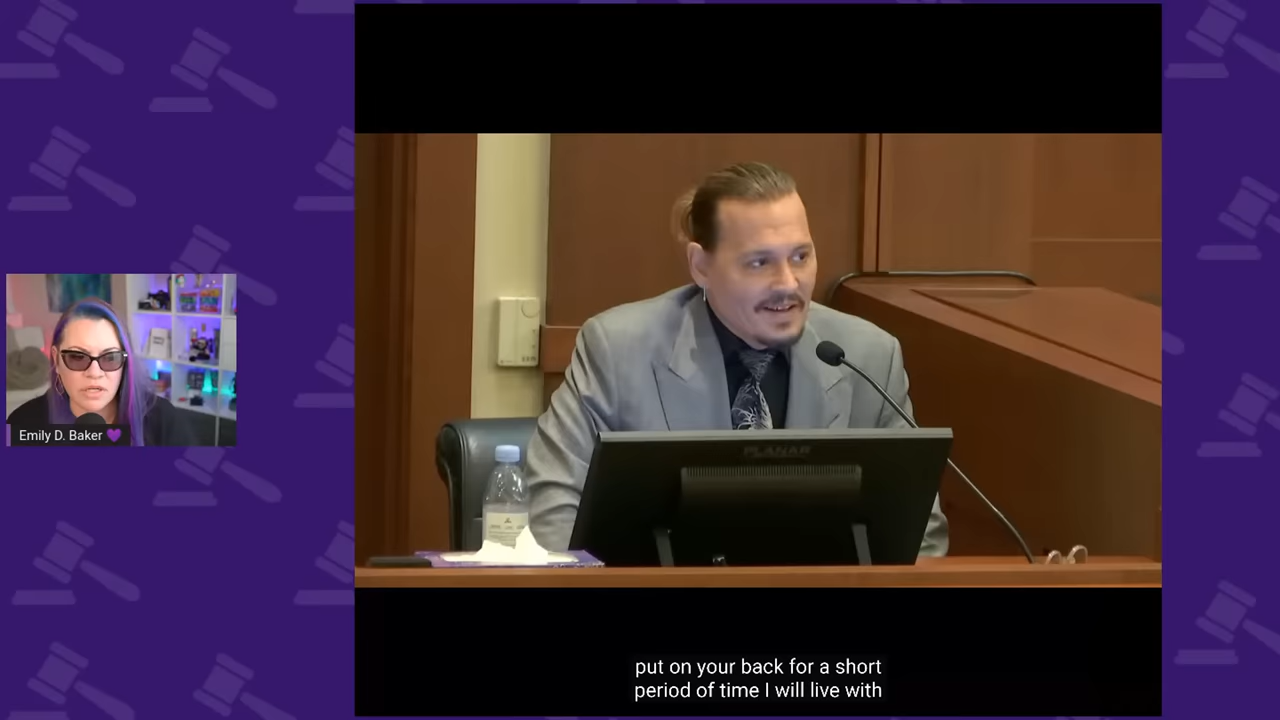 PLANAR
Emily D. Baker 💜
put on your back for a short
period of time I will live with